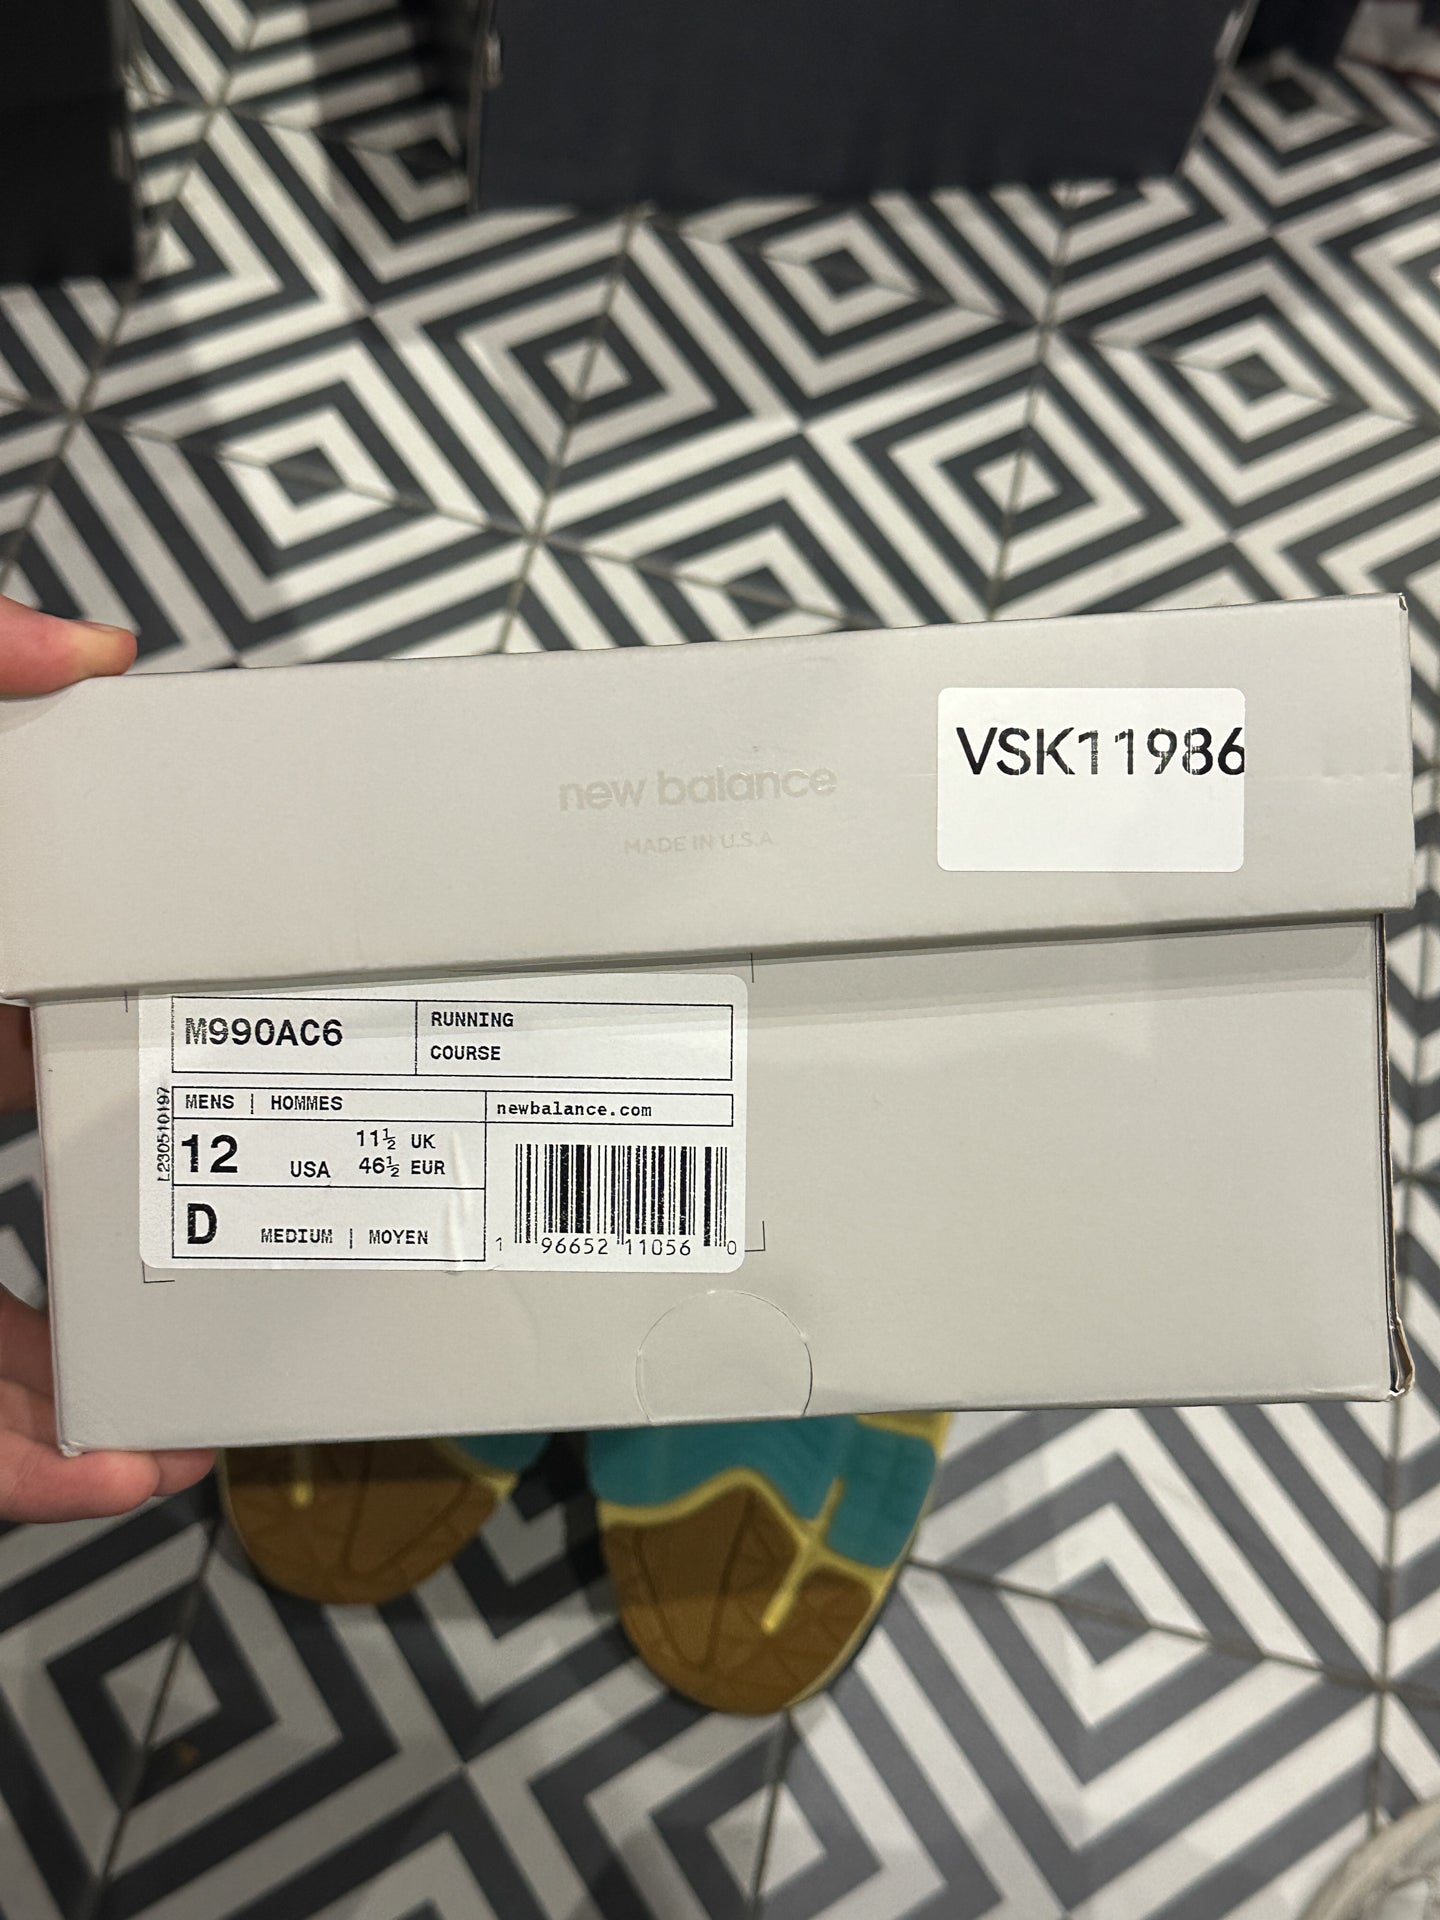 new balance
MADE IN U.S.A
VSK11986
M990AC6
RUNNING
COURSE
L230510197
MENS | HOMMES
newbalance.com
12 USA
11½ UK
46½ EUR
D MEDIUM | MOYEN
1 96652 11056 0